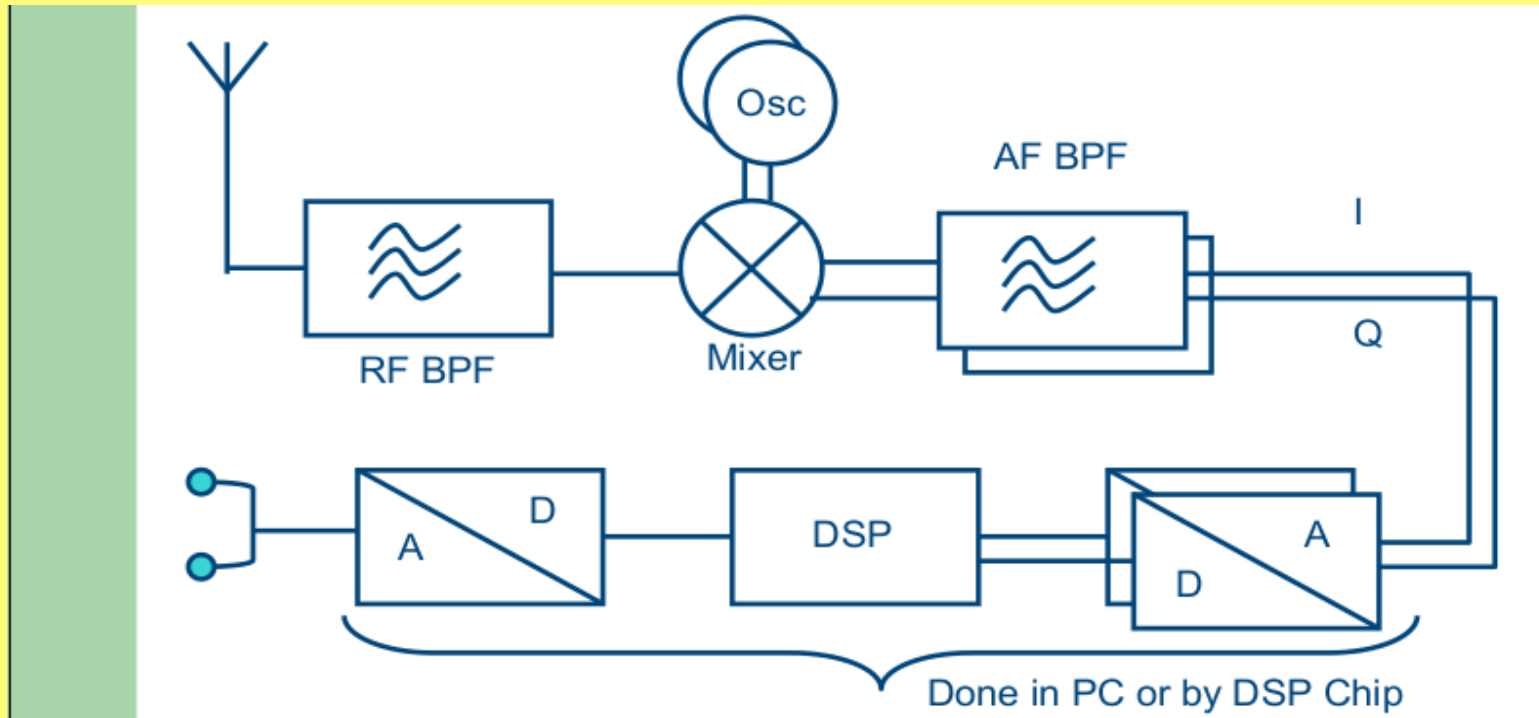 Osc
AF BPF
I
RF BPF
Mixer
Q
A
D
DSP
D
A
Done in PC or by DSP Chip